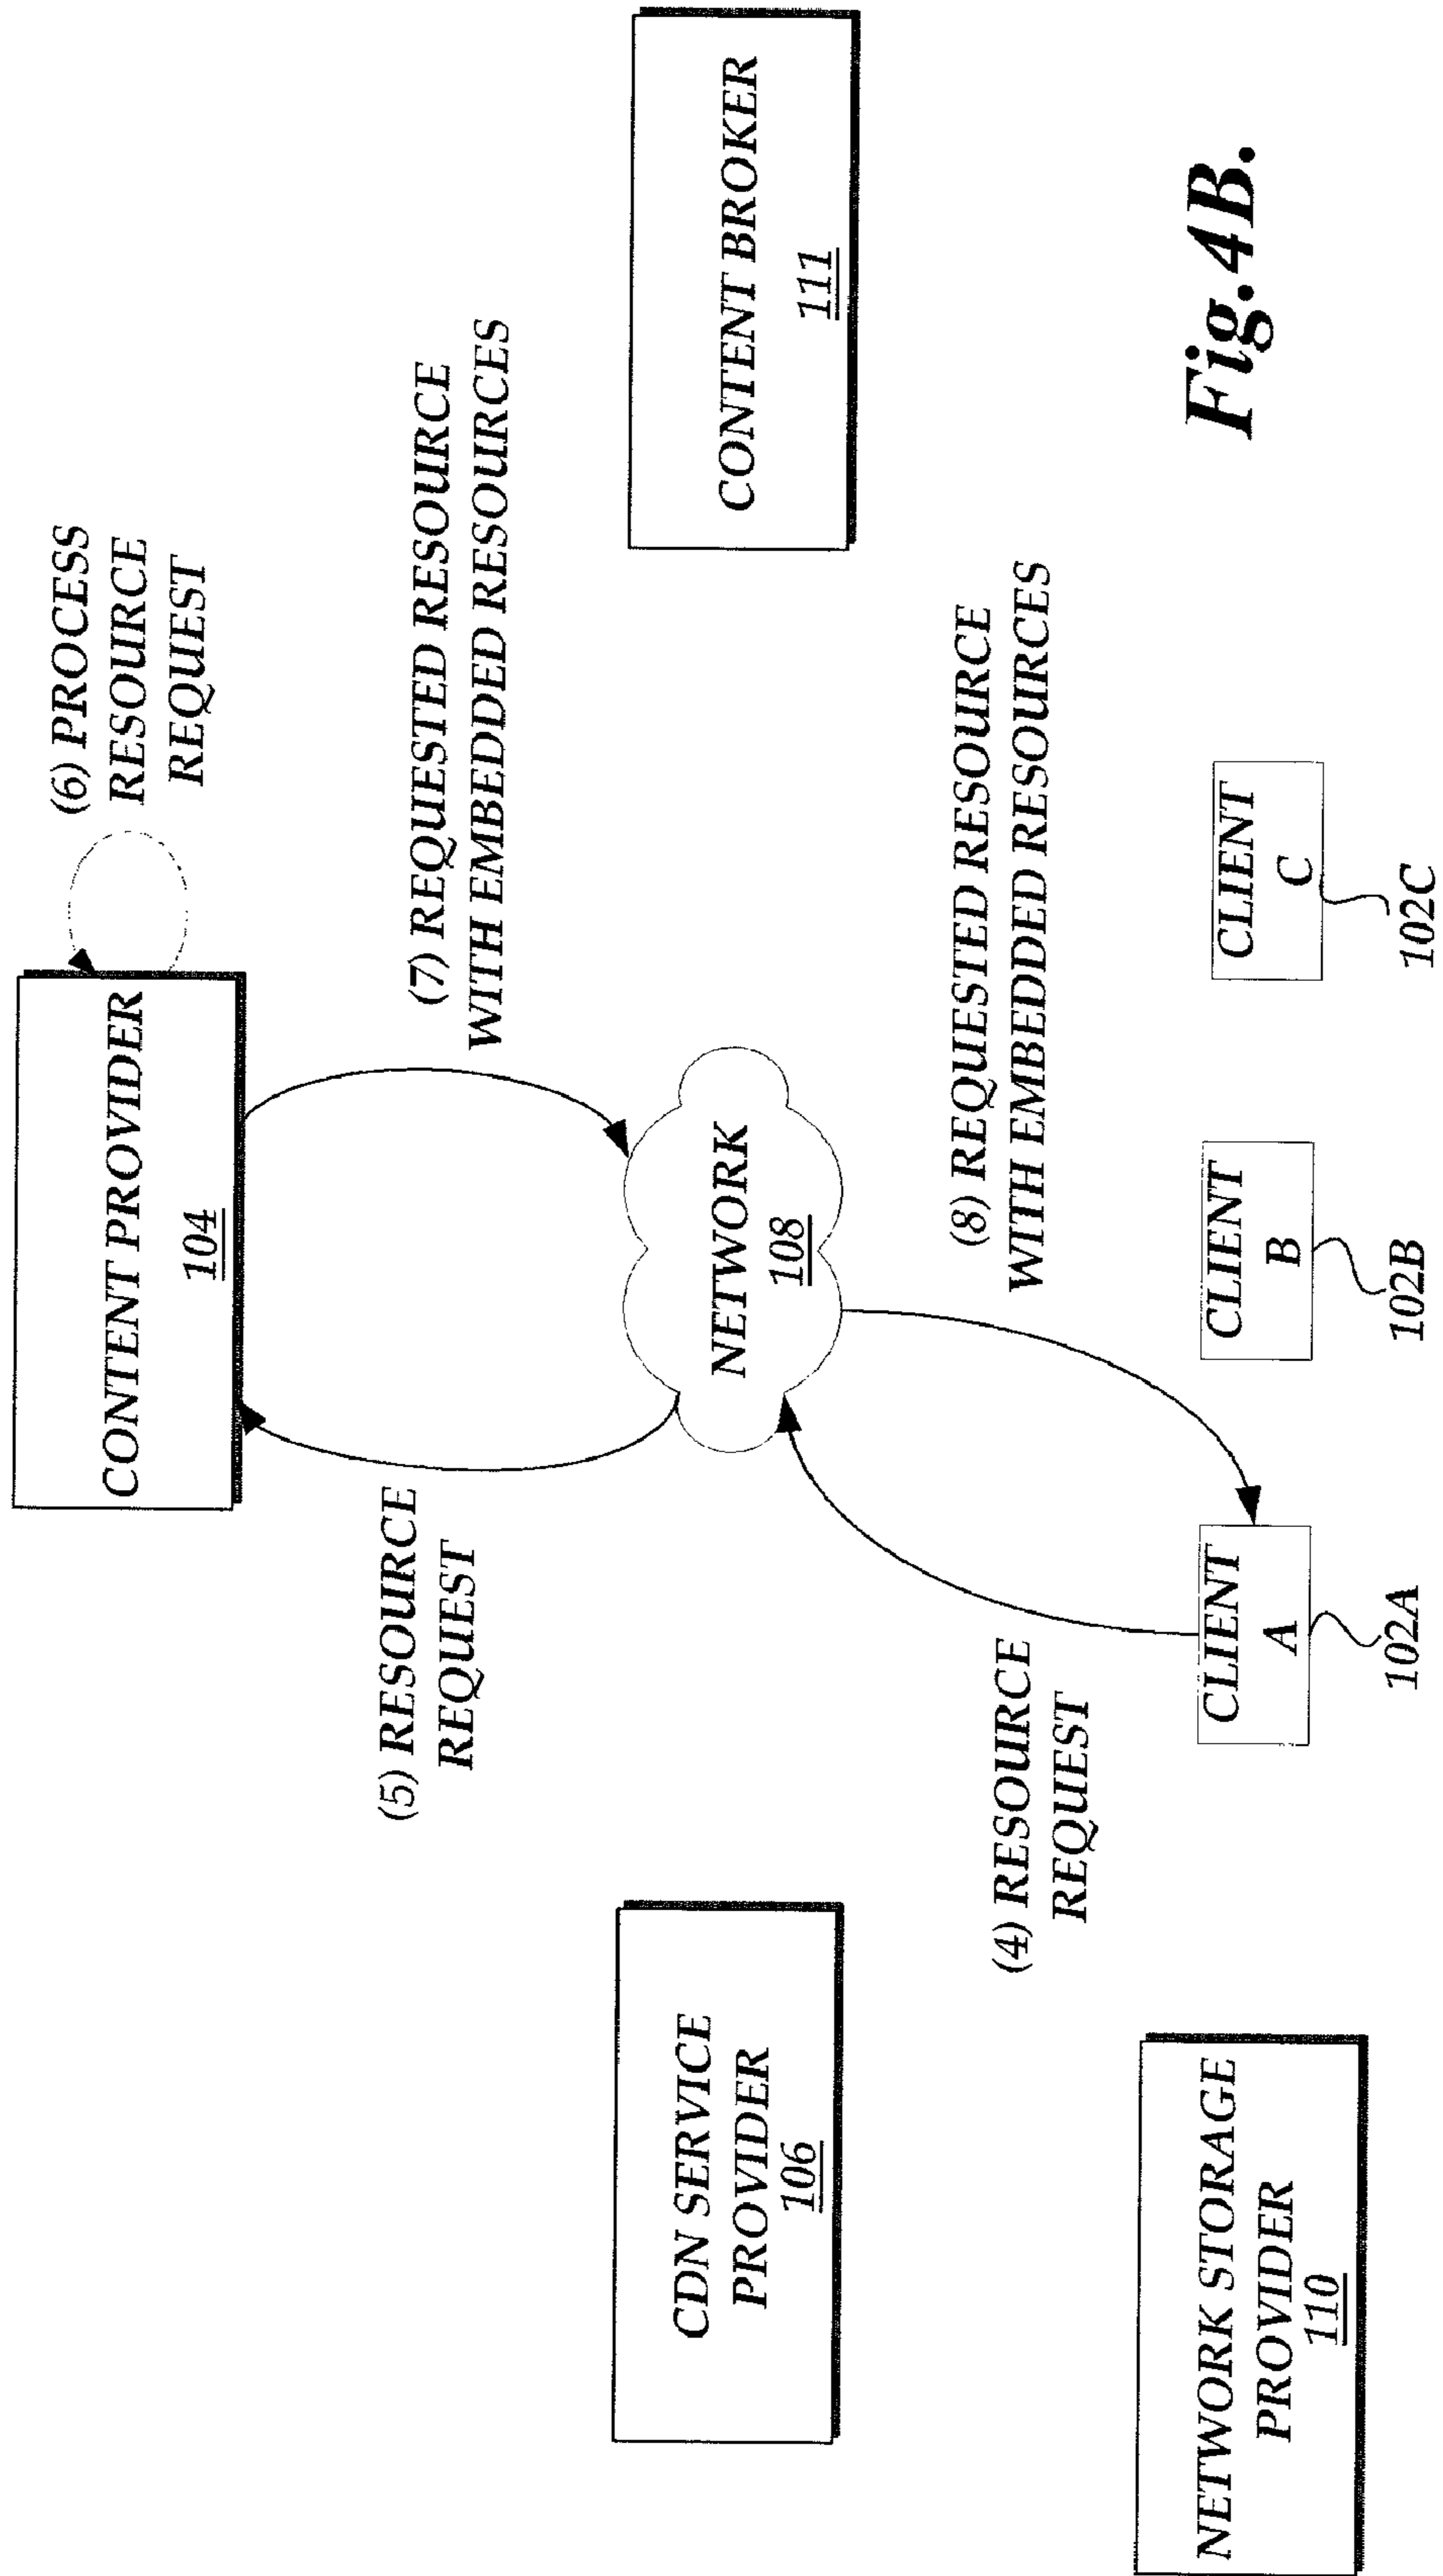 CONTENT PROVIDER
104
(6) PROCESS
RESOURCE
REQUEST
(5) RESOURCE
REQUEST
(7) REQUESTED RESOURCE
WITH EMBEDDED RESOURCES
CDN SERVICE
PROVIDER
106
NETWORK
108
CONTENT BROKER
111
(4) RESOURCE
REQUEST
(8) REQUESTED RESOURCE
WITH EMBEDDED RESOURCES
NETWORK STORAGE
PROVIDER
110
CLIENT
A
102A
CLIENT
B
102B
CLIENT
C
102C
Fig.4B.